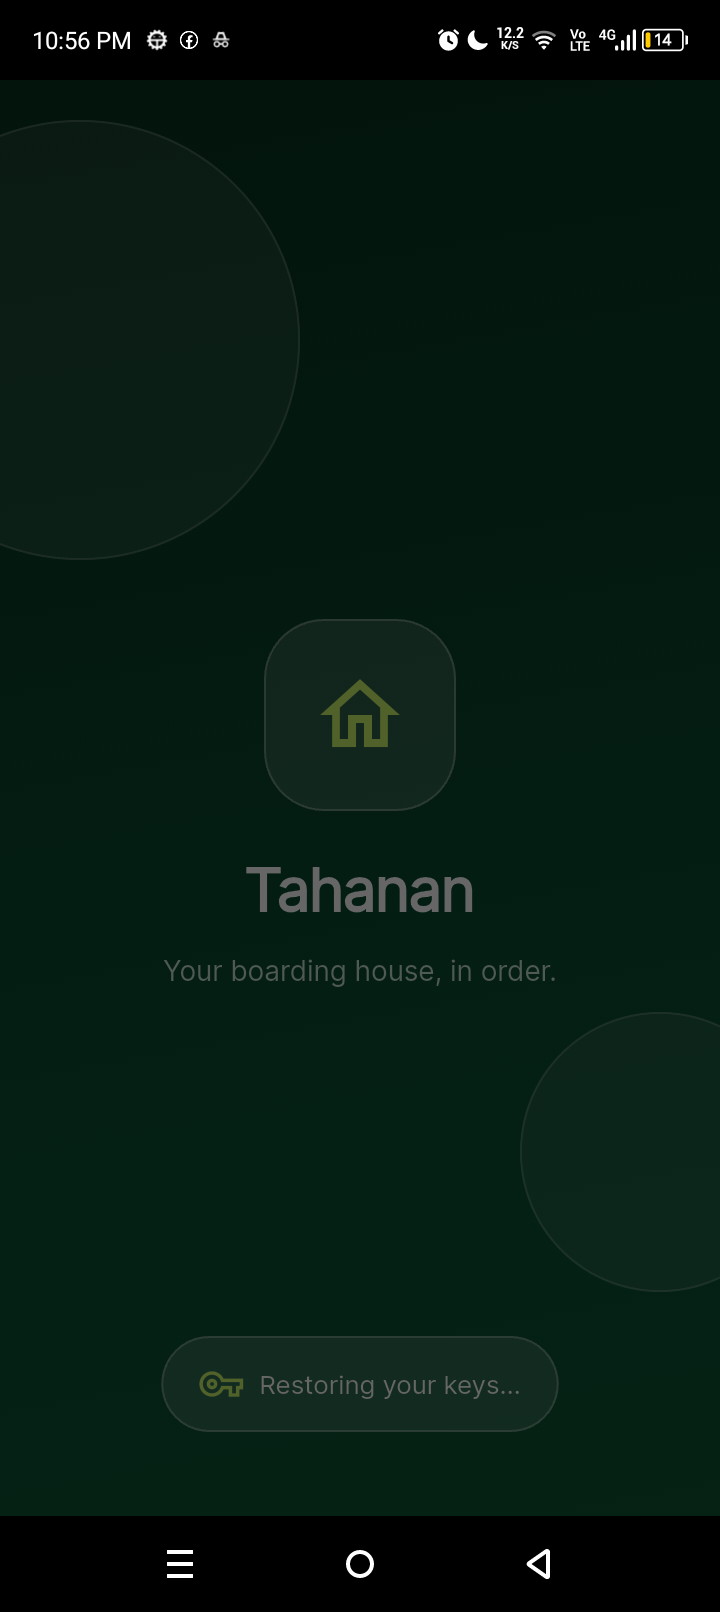 10:56 PM 12.2 K/S Vo LTE 4G 14
Tahanan
Your boarding house, in order.
Restoring your keys...